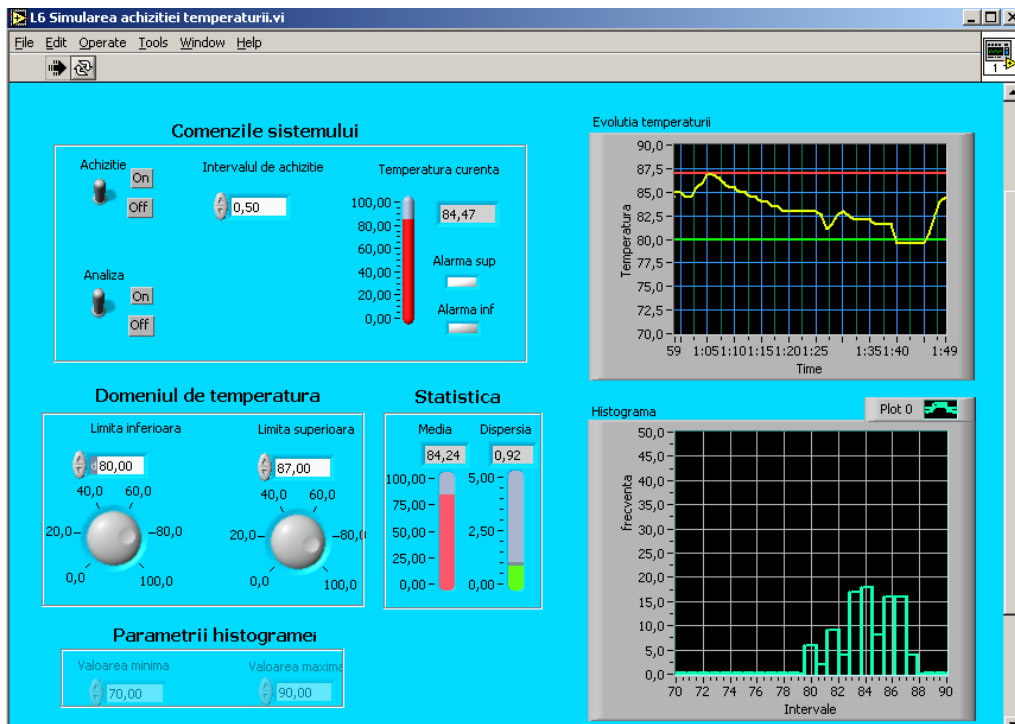 L6 Simularea achizitiei temperaturii.vi
File Edit Operate Tools Window Help
1
Comenzile sistemului
Achizitie
On
Off
Intervalul de achizitie
0,50
Temperatura curenta
100,00
80,00
60,00
40,00
20,00
0,00
84,47
Alarma sup
Alarma inf
Analiza
On
Off
Evolutia temperaturii
Temperatura
90,0
87,5
85,0
82,5
80,0
77,5
75,0
72,5
70,0
59 1:05 1:10 1:15 1:20 1:25 1:35 1:40 1:49
Time
Domeniul de temperatura
Limita inferioara
d 80,00
0,0 20,0 40,0 60,0 80,0 100,0
Limita superioara
87,00
0,0 20,0 40,0 60,0 80,0 100,0
Statistica
Media
84,24
100,00
75,00
50,00
25,00
0,00
Dispersia
0,92
5,00
2,50
0,00
Histograma
Plot 0
frecventa
50,0
45,0
40,0
35,0
30,0
25,0
20,0
15,0
10,0
5,0
0,0
70 72 74 76 78 80 82 84 86 88 90
Intervale
Parametrii histogramei
Valoarea minima
70,00
Valoarea maxima
90,00